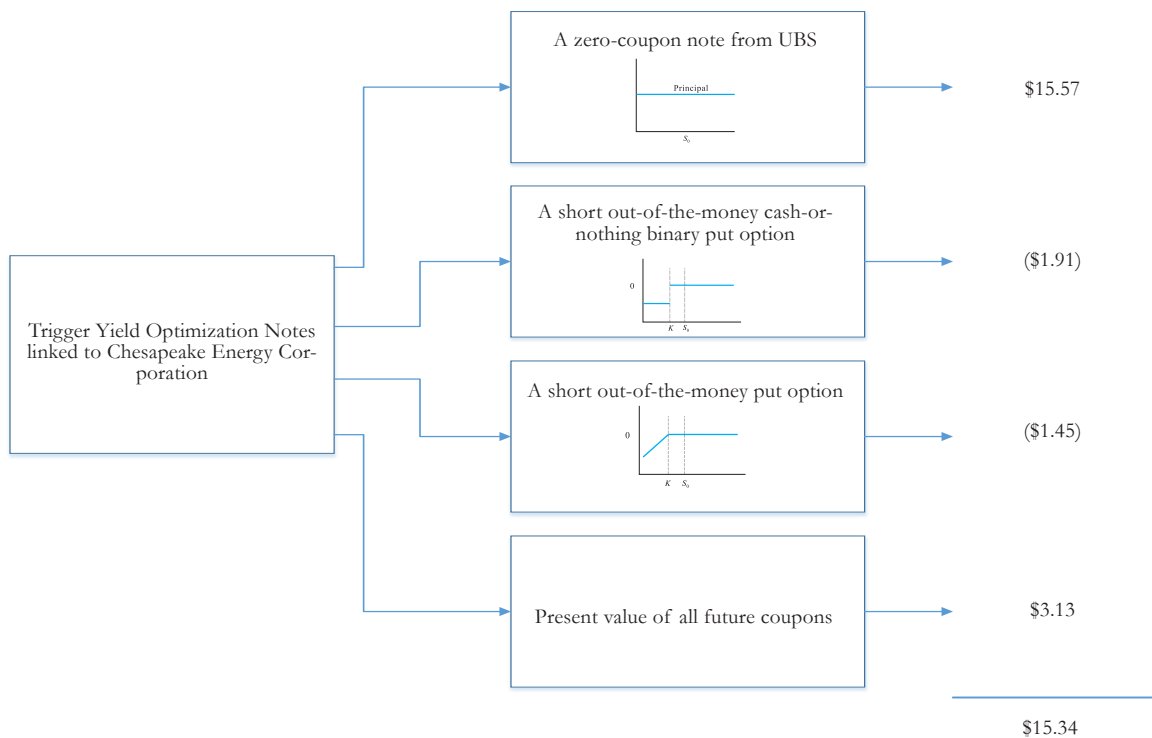 A zero-coupon note from UBS
Principal
S0
$15.57
A short out-of-the-money cash-or-
nothing binary put option
0
K S0
($1.91)
Trigger Yield Optimization Notes
linked to Chesapeake Energy Cor-
poration
A short out-of-the-money put option
0
K S0
($1.45)
Present value of all future coupons
$3.13
$15.34